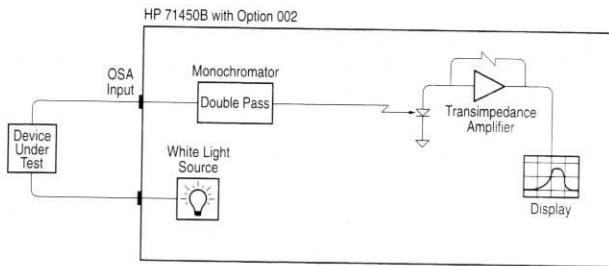 HP 71450B with Option 002
OSA
Input
Monochromator
Double Pass
Transimpedance
Amplifier
Device
Under
Test
White Light
Source
Display